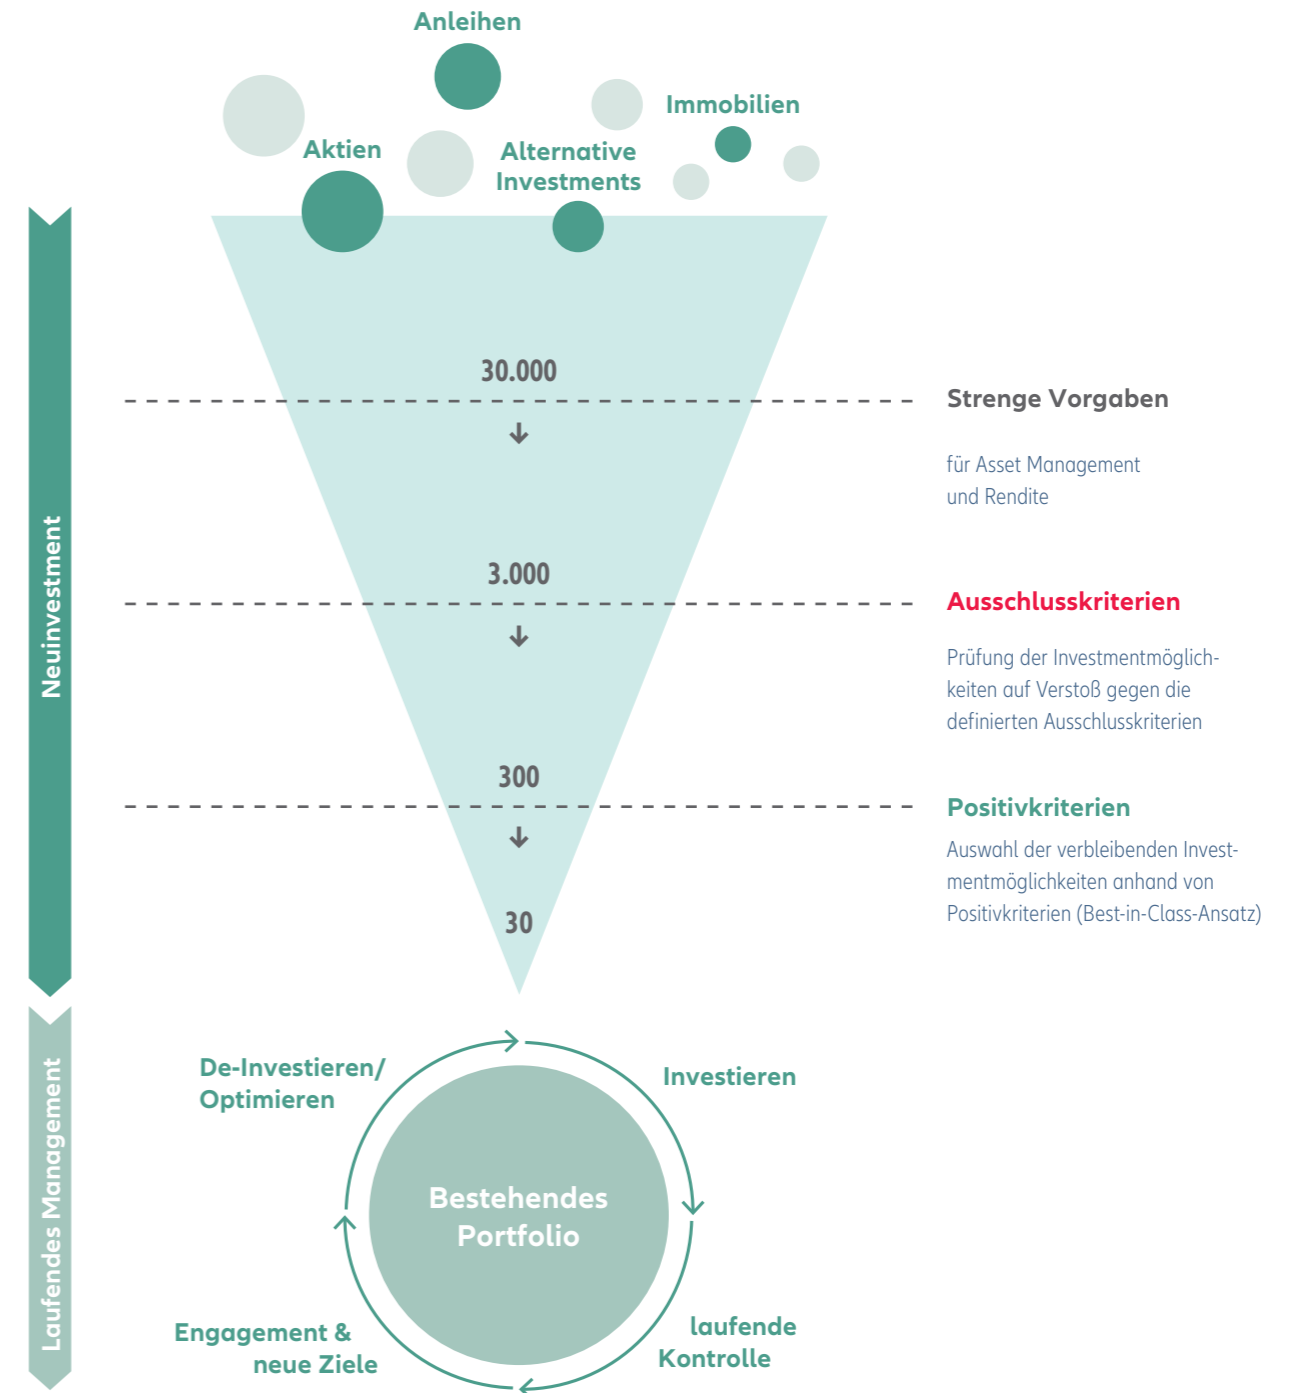 Anleihen
Immobilien
Aktien
Alternative
Investments
Neuinvestment
30.000
Strenge Vorgaben
für Asset Management
und Rendite
3.000
Ausschlusskriterien
Prüfung der Investmentmöglich-
keiten auf Verstoß gegen die
definierten Ausschlusskriterien
300
Positivkriterien
Auswahl der verbleibenden Invest-
mentmöglichkeiten anhand von
Positivkriterien (Best-in-Class-Ansatz)
30
Laufendes Management
De-Investieren/
Optimieren
Investieren
Bestehendes
Portfolio
Engagement &
neue Ziele
laufende
Kontrolle